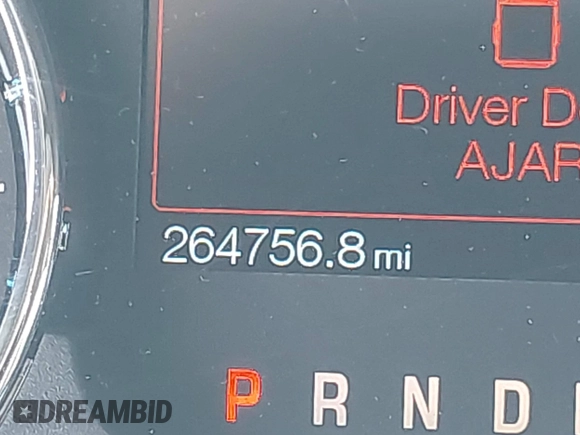 Driver
AJAR
264756.8 mi
P R N D
DREAMBID